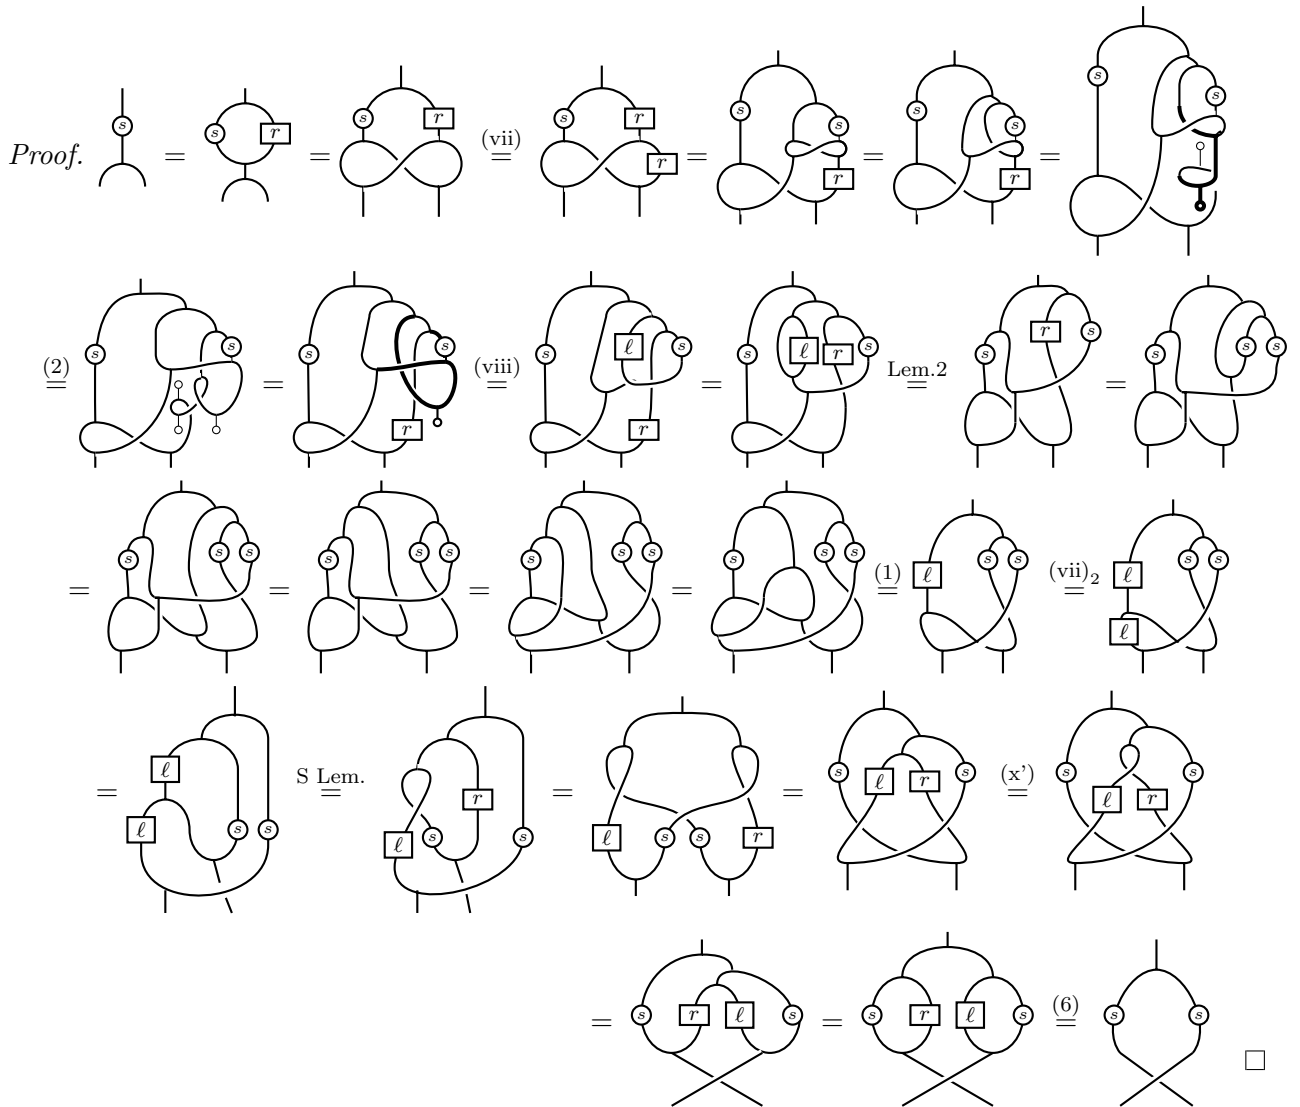 Proof. s = s r = s r (vii) = s r r = s r = s r = s
(2) = s s = s s r (viii) = s ℓ s r = s ℓ r s Lem.2 = s r s = s s s
= s s s = s s s = s s s = s s s (1) = ℓ s s (vii)₂ = ℓ s s ℓ
= ℓ ℓ s s S Lem. = r ℓ s s = ℓ s s r = s ℓ r s (x') = s ℓ r s
= s r ℓ s = s r ℓ s (6) = s s □